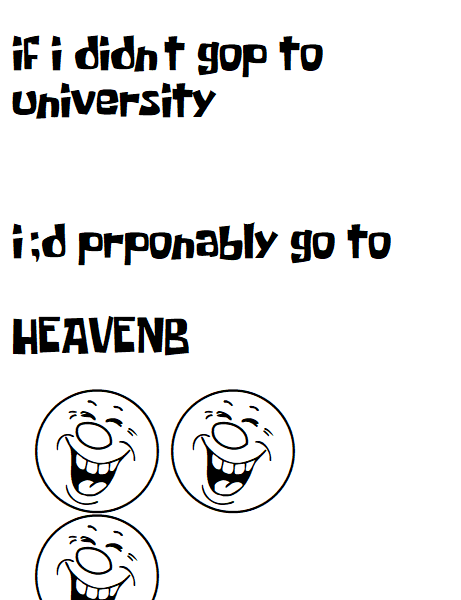 if i didn t gop to
university
i ;d prponably go to
HEAVENB